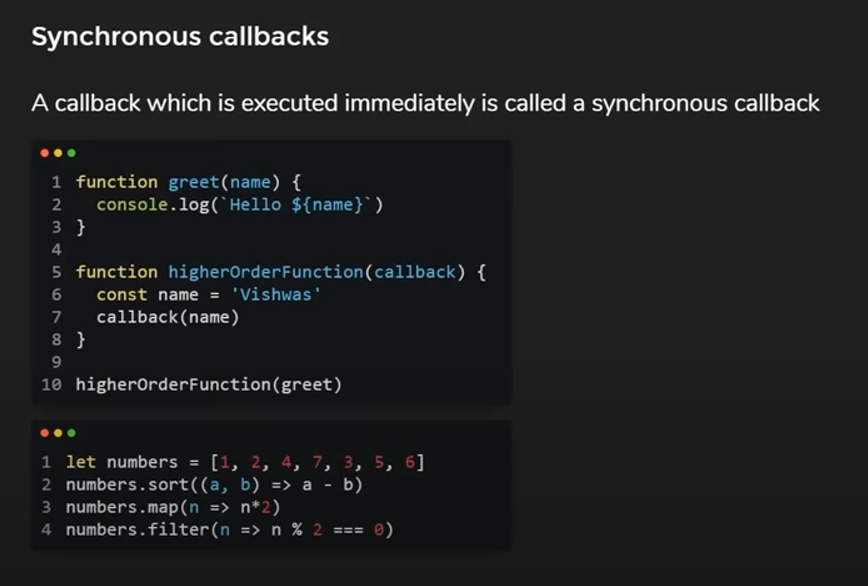 Synchronous callbacks
A callback which is executed immediately is called a synchronous callback
1 function greet(name) {
2   console.log(`Hello ${name}`)
3 }
4
5 function higherOrderFunction(callback) {
6   const name = 'Vishwas'
7   callback(name)
8 }
9
10 higherOrderFunction(greet)
1 let numbers = [1, 2, 4, 7, 3, 5, 6]
2 numbers.sort((a, b) => a - b)
3 numbers.map(n => n*2)
4 numbers.filter(n => n % 2 === 0)